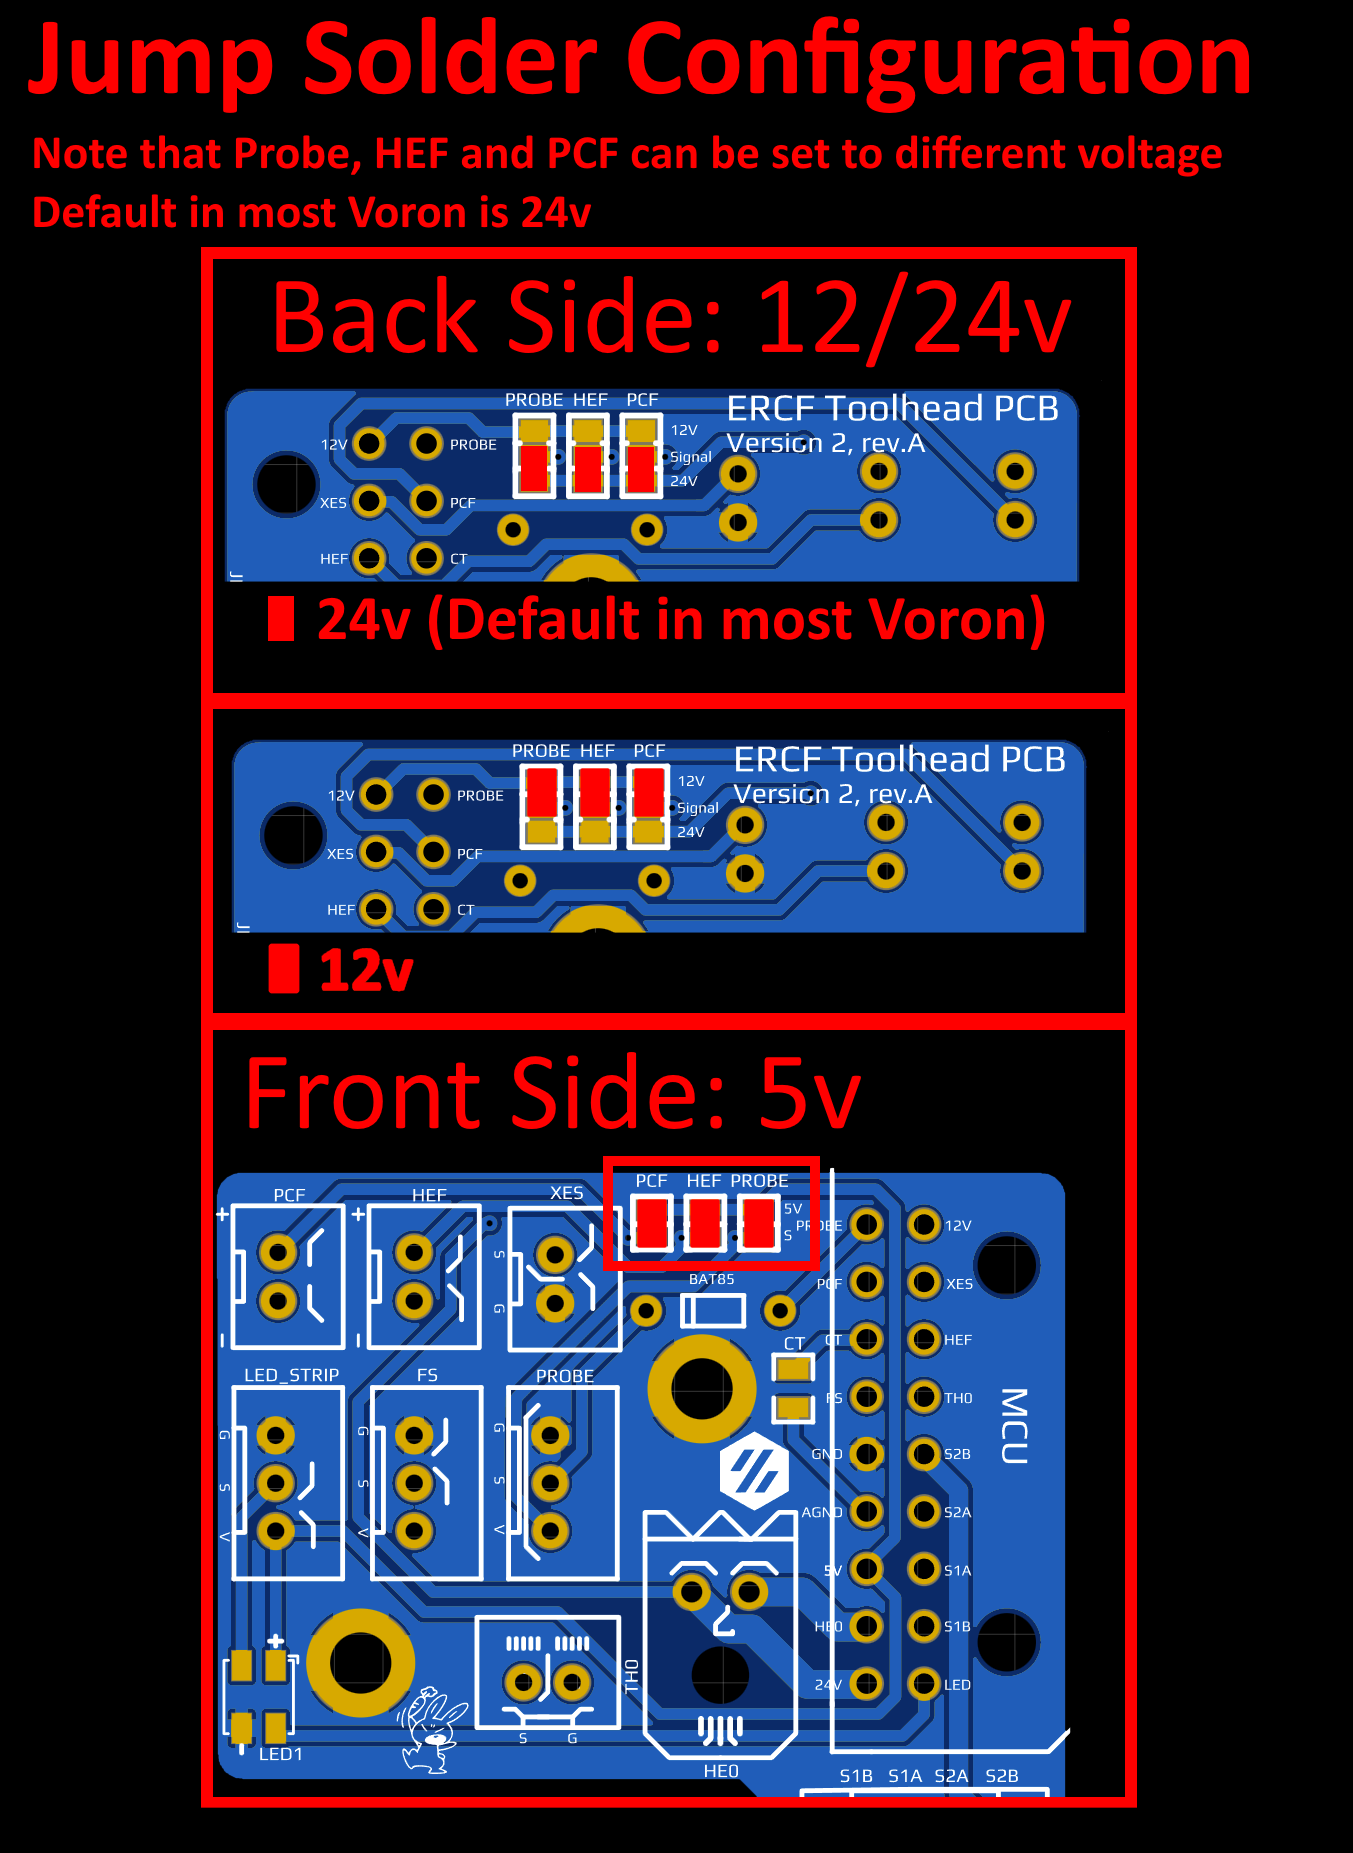 Jump Solder Configuration
Note that Probe, HEF and PCF can be set to different voltage
Default in most Voron is 24v
Back Side: 12/24v
PROBE HEF PCF
ERCF Toolhead PCB
Version 2, rev.A
12V PROBE
12V
Signal
24V
XES PCF
HEF CT
24v (Default in most Voron)
PROBE HEF PCF
ERCF Toolhead PCB
Version 2, rev.A
12V PROBE
12V
Signal
24V
XES PCF
HEF CT
12v
Front Side: 5v
PCF HEF PROBE
PCF HEF XES
+ +
5V
S
S
G
BAT85
PROBE 12V
PCF XES
CT HEF
CT
FS TH0
GND S2B
AGND S2A
5V S1A
HE0 S1B
24V LED
MCU
LED_STRIP FS PROBE
G G G
S S S
V V V
+
LED1
TH0
S G
HE0
S1B S1A S2A S2B